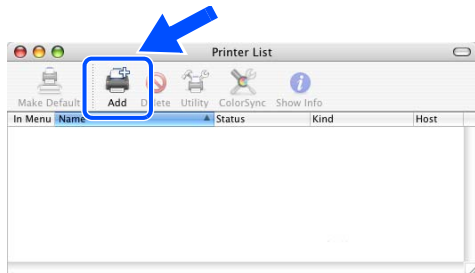 Printer List
Make Default Add Delete Utility ColorSync Show Info
In Menu Name Status Kind Host